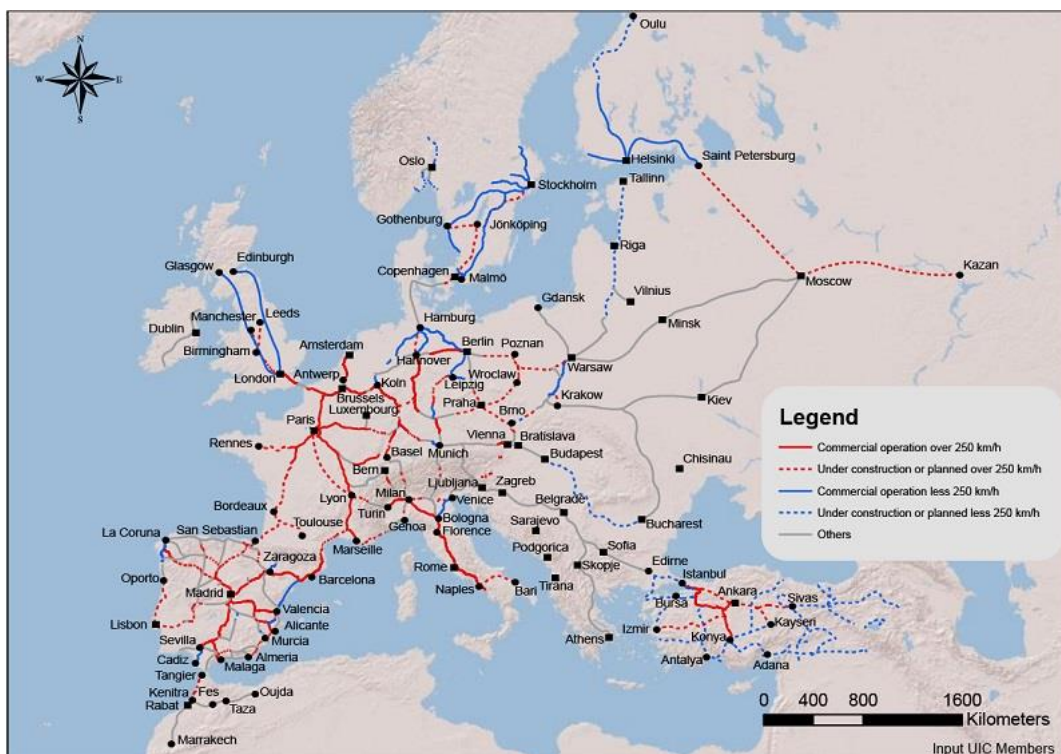 N
W E
S
Oulu
Oslo
Helsinki
Saint Petersburg
Tallinn
Stockholm
Gothenburg
Jönköping
Riga
Copenhagen
Malmö
Moscow
Kazan
Glasgow
Edinburgh
Vilnius
Gdansk
Minsk
Dublin
Manchester
Leeds
Hamburg
Birmingham
Amsterdam
Berlin
Poznan
Hannover
Warsaw
London
Antwerp
Koln
Leipzig
Wroclaw
Brussels
Luxembourg
Praha
Krakow
Kiev
Brno
Paris
Rennes
Vienna
Bratislava
Basel
Munich
Budapest
Bern
Chisinau
Ljubljana
Zagreb
Lyon
Milan
Venice
Belgrade
Turin
Bordeaux
Toulouse
Genoa
Bologna
Florence
Sarajevo
Bucharest
La Coruna
San Sebastian
Marseille
Podgorica
Sofia
Zaragoza
Rome
Skopje
Edirne
Istanbul
Oporto
Barcelona
Tirana
Madrid
Naples
Bari
Ankara
Sivas
Bursa
Lisbon
Valencia
Alicante
Izmir
Kayseri
Sevilla
Murcia
Athens
Konya
Cadiz
Malaga
Almeria
Antalya
Adana
Tangier
Kenitra
Fes
Oujda
Rabat
Taza
Marrakech
Legend
Commercial operation over 250 km/h
Under construction or planned over 250 km/h
Commercial operation less 250 km/h
Under construction or planned less 250 km/h
Others
0 400 800 1600
Kilometers
Input UIC Members